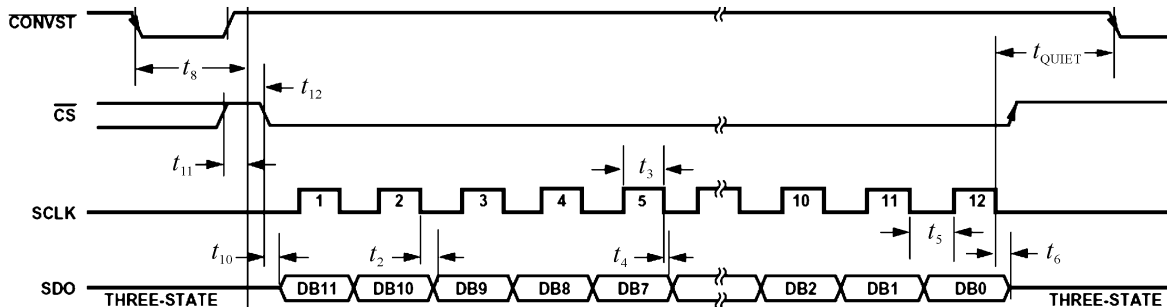 CONVST
t8
tQUIET
t12
CS
t11
t3
SCLK 1 2 3 4 5 10 11 12
t10 t2 t4 t5 t6
SDO DB11 DB10 DB9 DB8 DB7 DB2 DB1 DB0
THREE-STATE THREE-STATE